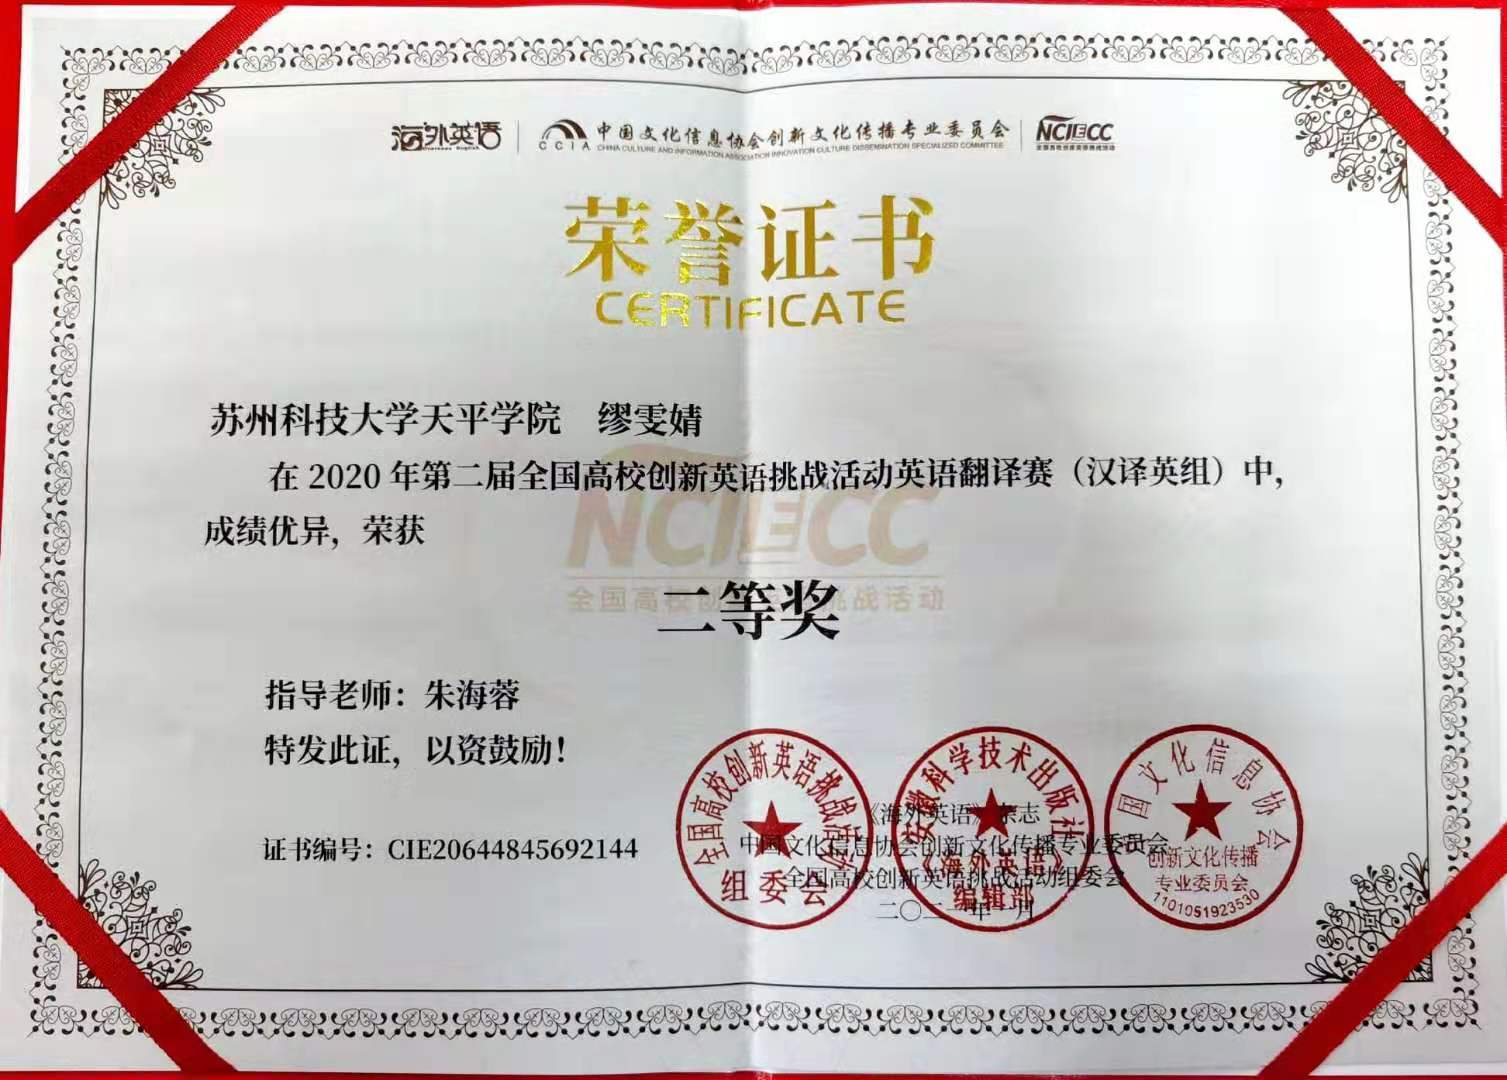 海外英语
中国文化信息协会创新文化传播专业委员会
CCIA CHINA CULTURE AND INFORMATION ASSOCIATION INNOVATION CULTURE DISSEMINATION SPECIALIZED COMMITTEE
NCIECC
全国高校创新英语挑战活动
荣誉证书
CERTIFICATE
苏州科技大学天平学院 缪雯婧
在 2020 年第二届全国高校创新英语挑战活动英语翻译赛（汉译英组）中，
成绩优异，荣获
NCIECC
二等奖
指导老师：朱海蓉
特发此证，以资鼓励！
证书编号：CIE20644845692144
《海外英语》杂志
中国文化信息协会创新文化传播专业委员会
全国高校创新英语挑战活动组委会
全国高校创新英语挑战活动
组委会
安徽科学技术出版社
《海外英语》
编辑部
国文化信息协会
创新文化传播
专业委员会
1101051923530